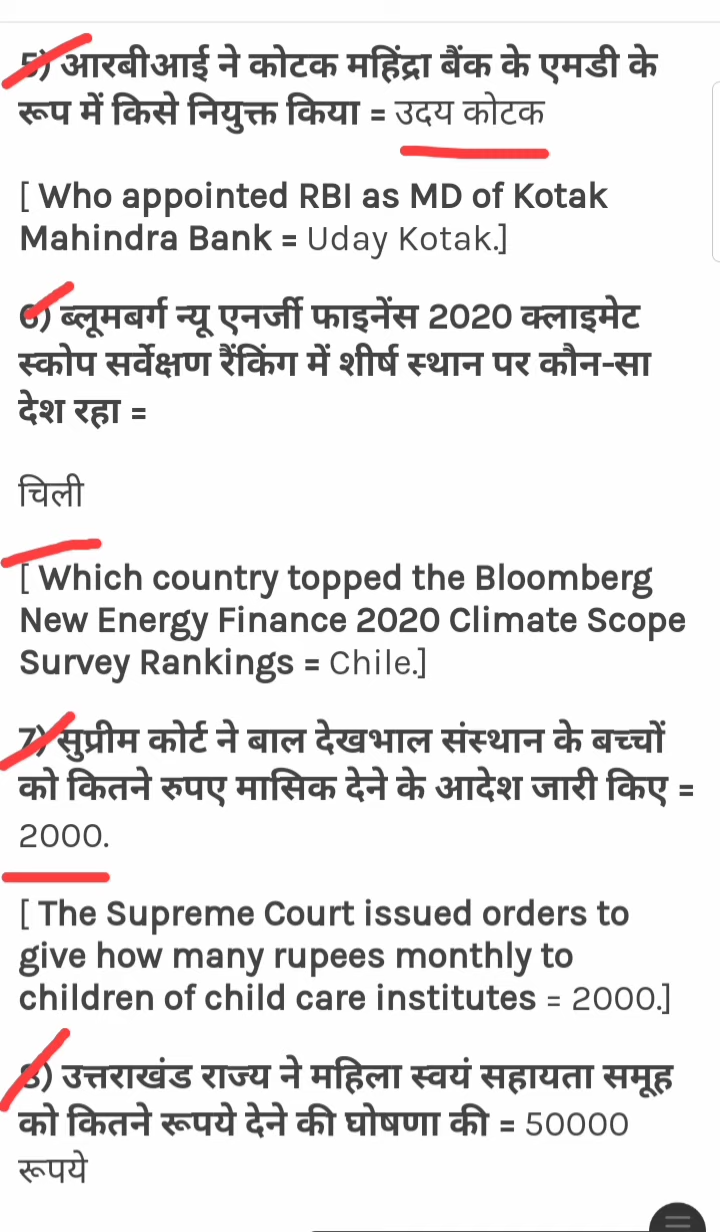 5) आरबीआई ने कोटक महिंद्रा बैंक के एमडी के
रूप में किसे नियुक्त किया = उदय कोटक
[ Who appointed RBI as MD of Kotak
Mahindra Bank = Uday Kotak.]
6) ब्लूमबर्ग न्यू एनर्जी फाइनेंस 2020 क्लाइमेट
स्कोप सर्वेक्षण रैंकिंग में शीर्ष स्थान पर कौन-सा
देश रहा =
चिली
[ Which country topped the Bloomberg
New Energy Finance 2020 Climate Scope
Survey Rankings = Chile.]
7) सुप्रीम कोर्ट ने बाल देखभाल संस्थान के बच्चों
को कितने रुपए मासिक देने के आदेश जारी किए =
2000.
[ The Supreme Court issued orders to
give how many rupees monthly to
children of child care institutes = 2000.]
8) उत्तराखंड राज्य ने महिला स्वयं सहायता समूह
को कितने रूपये देने की घोषणा की = 50000
रूपये